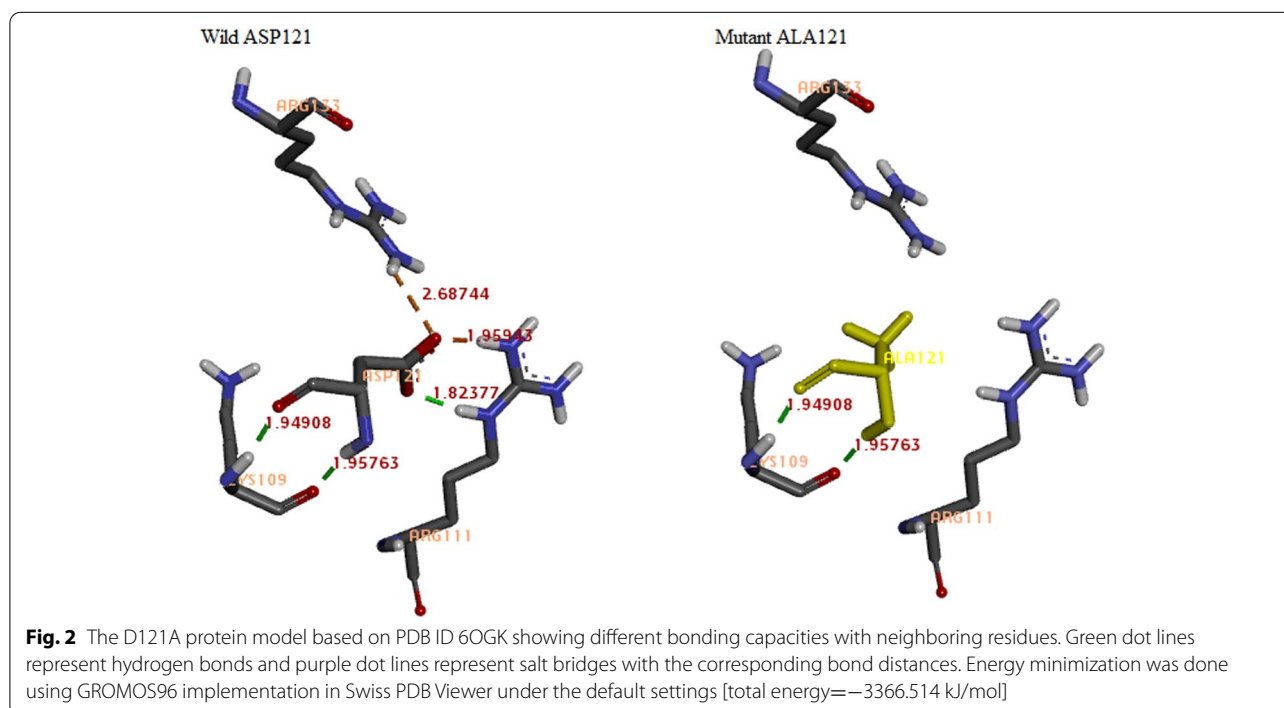 Wild ASP121
Mutant ALA121
ARG133
ARG133
2.68744
1.95943
ASP121
ALA121
1.82377
1.94908
1.94908
1.95763
1.95763
YS109
YS109
ARG111
ARG111
Fig. 2 The D121A protein model based on PDB ID 6OGK showing different bonding capacities with neighboring residues. Green dot lines
represent hydrogen bonds and purple dot lines represent salt bridges with the corresponding bond distances. Energy minimization was done
using GROMOS96 implementation in Swiss PDB Viewer under the default settings [total energy=−3366.514 kJ/mol]